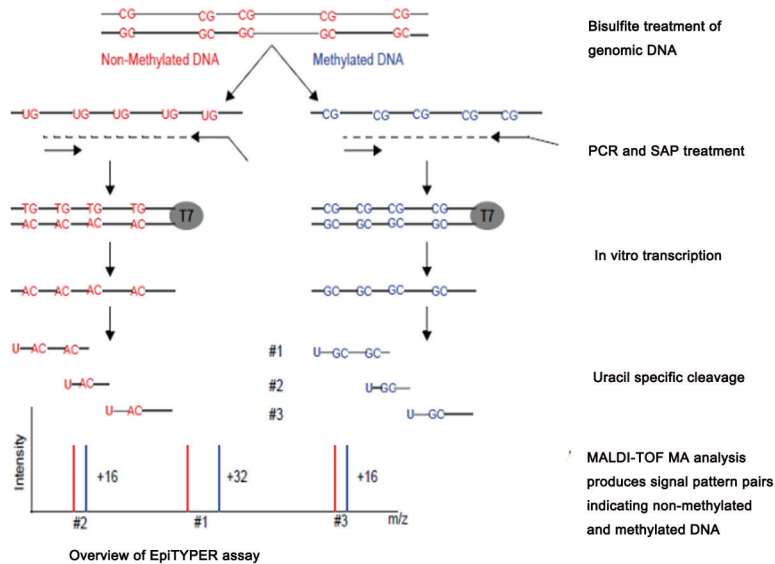 CG CG CG CG CG
GC GC GC GC GC
Bisulfite treatment of
genomic DNA
Non-Methylated DNA
Methylated DNA
UG UG UG UG UG
CG CG CG CG CG
PCR and SAP treatment
TG TG TG TG
AC AC AC AC
T7
CG CG CG CG
GC GC GC GC
T7
In vitro transcription
AC AC AC AC
GC GC GC GC
U AC AC
#1
U GC GC
U AC
#2
U GC
Uracil specific cleavage
U AC
#3
U GC
Intensity
+16
+32
+16
m/z
#2
#1
#3
MALDI-TOF MA analysis
produces signal pattern pairs
indicating non-methylated
and methylated DNA
Overview of EpiTYPER assay